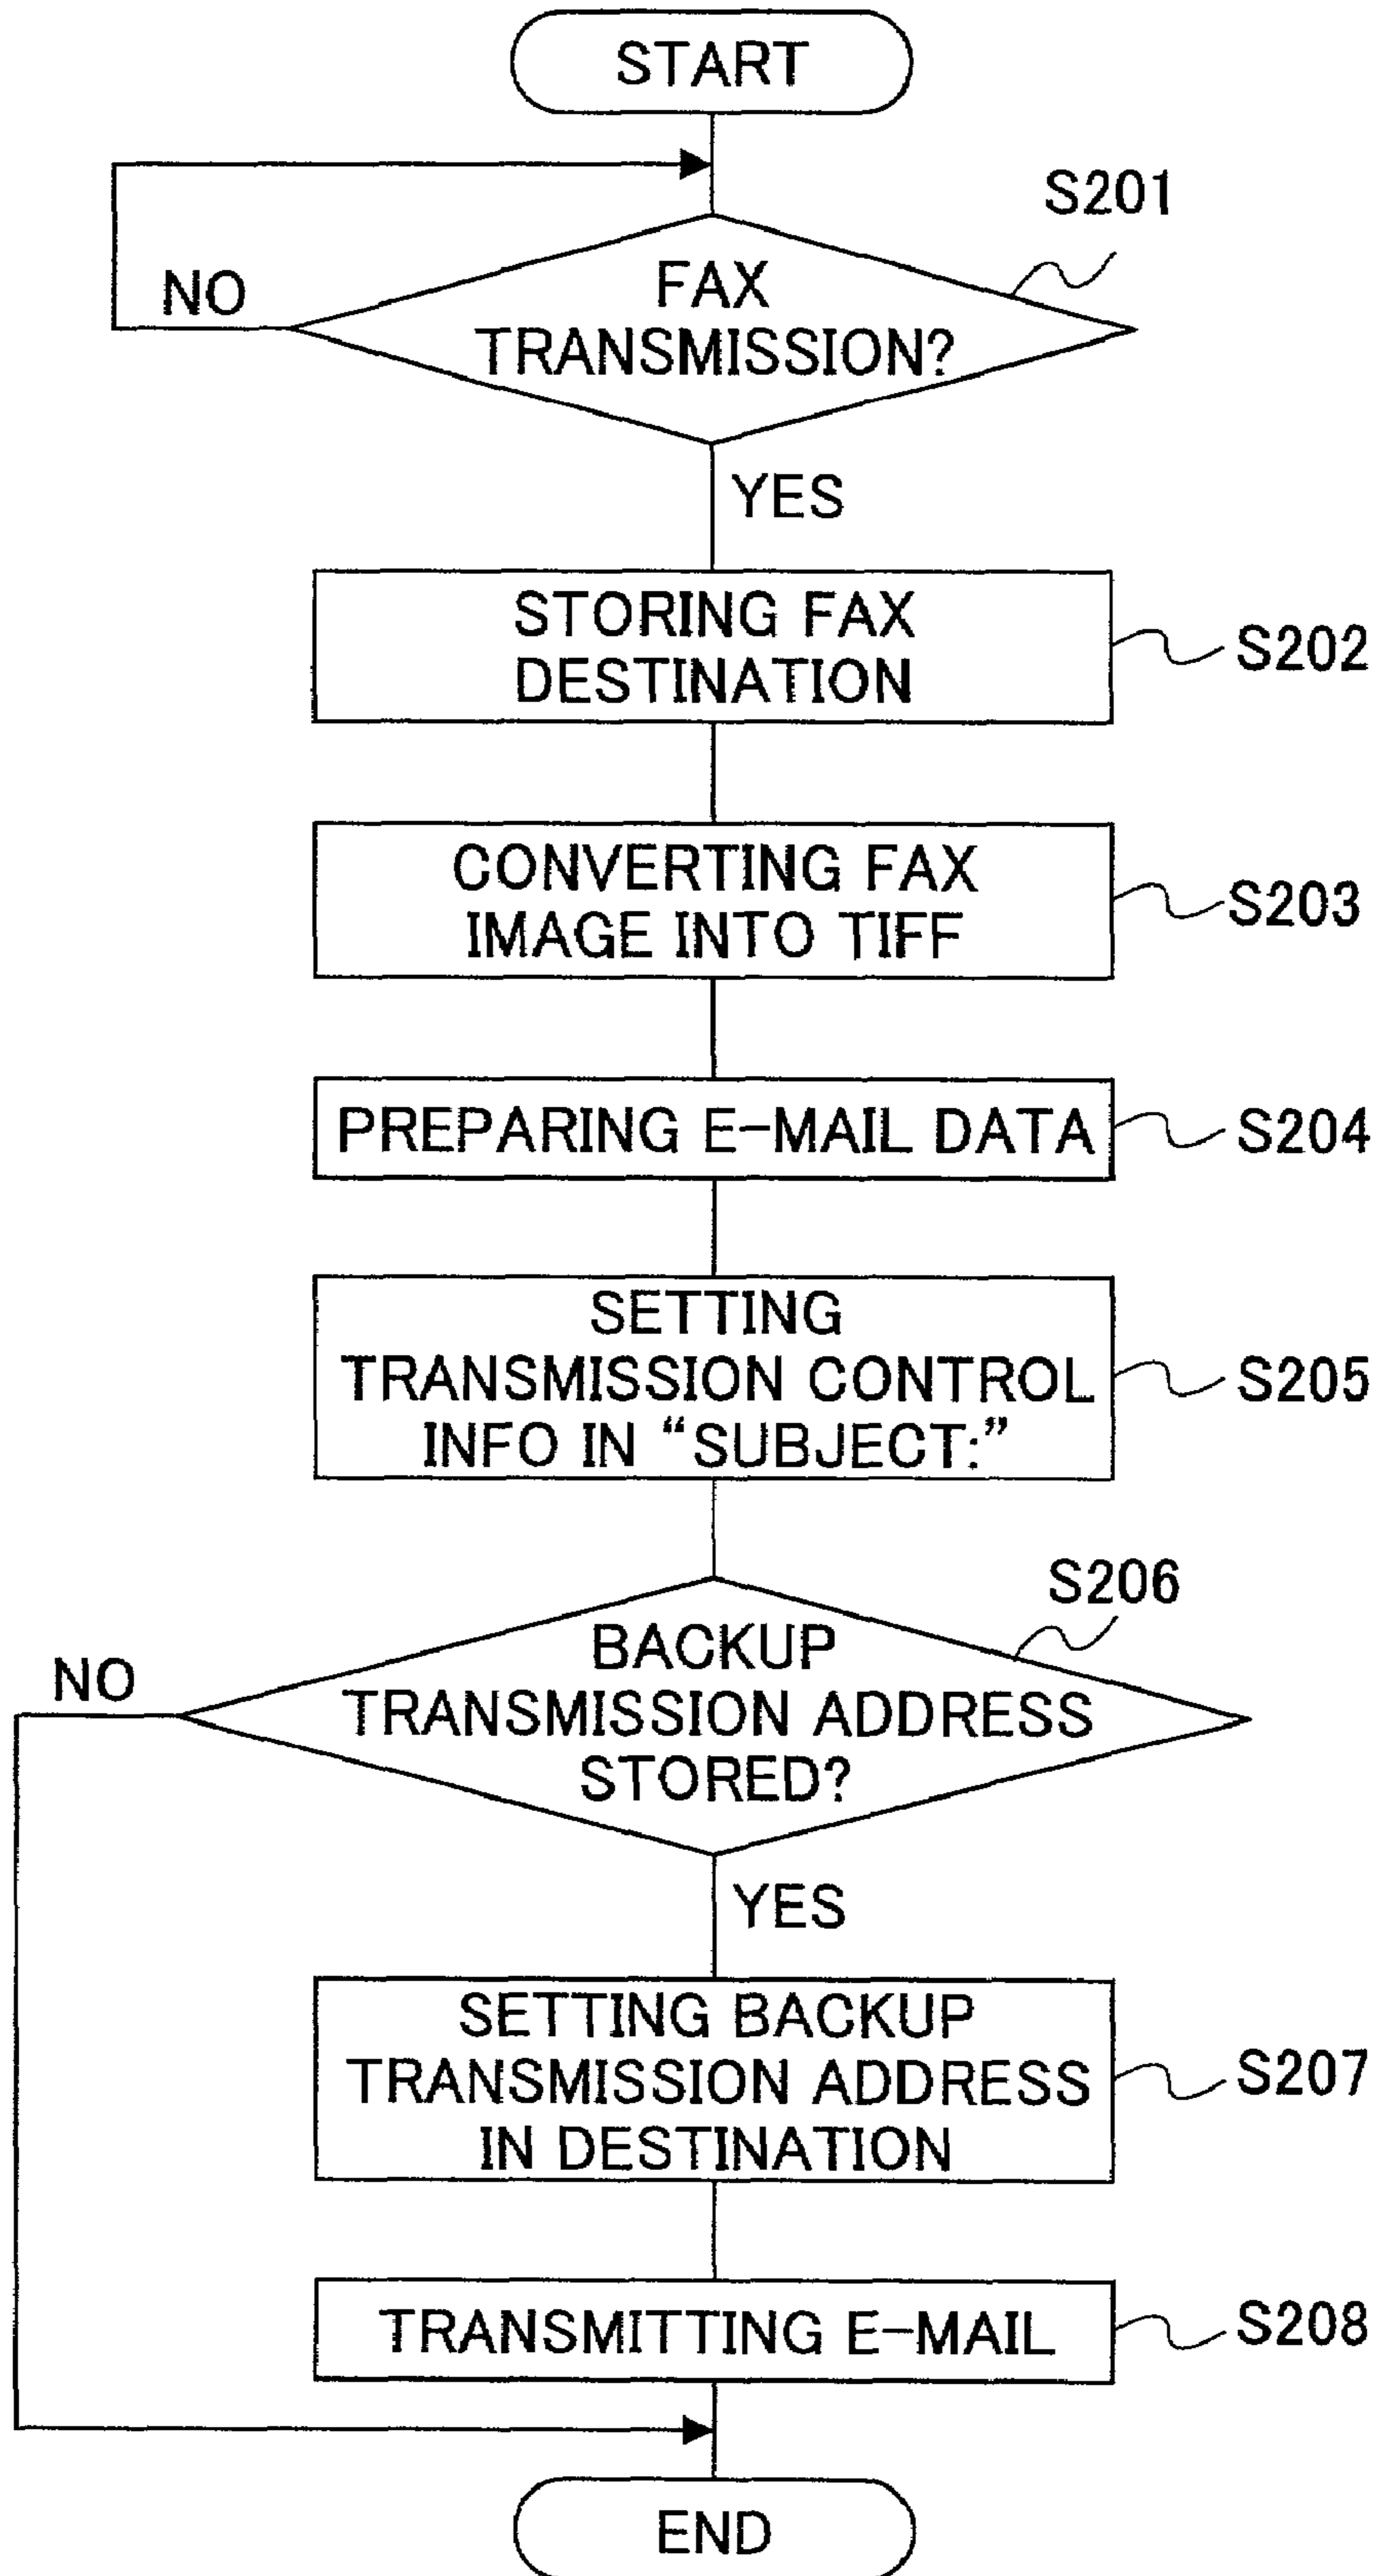 START
S201
NO
FAX
TRANSMISSION?
YES
STORING FAX
DESTINATION
S202
CONVERTING FAX
IMAGE INTO TIFF
S203
PREPARING E-MAIL DATA
S204
SETTING
TRANSMISSION CONTROL
INFO IN “SUBJECT:”
S205
S206
NO
BACKUP
TRANSMISSION ADDRESS
STORED?
YES
SETTING BACKUP
TRANSMISSION ADDRESS
IN DESTINATION
S207
TRANSMITTING E-MAIL
S208
END